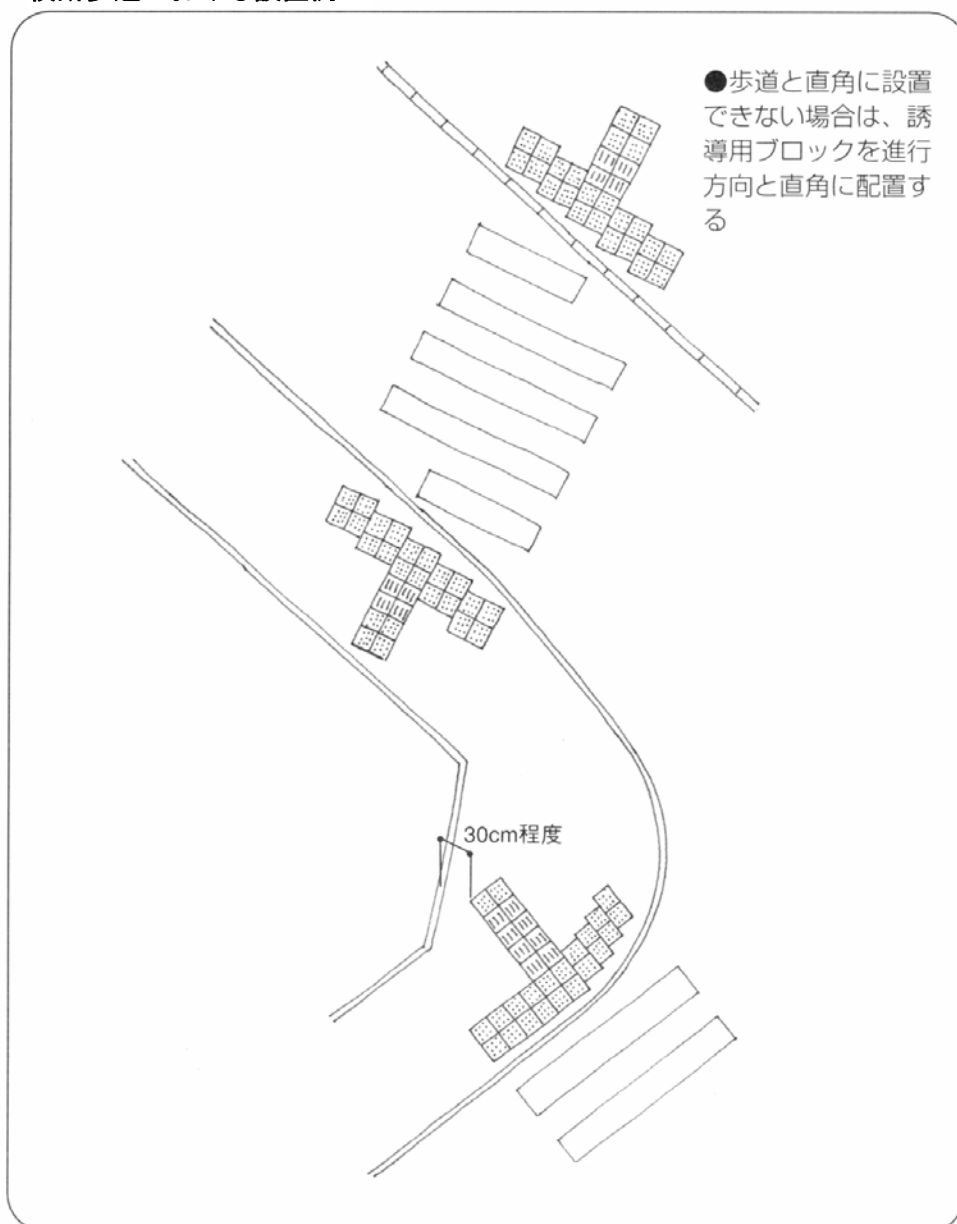 ●歩道と直角に設置
できない場合は、誘
導用ブロックを進行
方向と直角に配置す
る
30cm程度